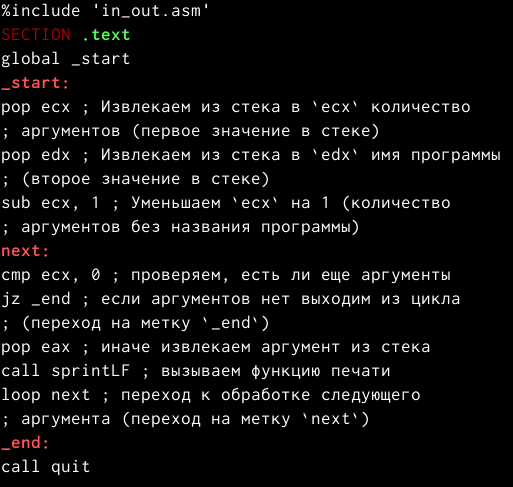 %include 'in_out.asm'
SECTION .text
global _start
_start:
pop ecx ; Извлекаем из стека в `ecx` количество
; аргументов (первое значение в стеке)
pop edx ; Извлекаем из стека в `edx` имя программы
; (второе значение в стеке)
sub ecx, 1 ; Уменьшаем `ecx` на 1 (количество
; аргументов без названия программы)
next:
cmp ecx, 0 ; проверяем, есть ли еще аргументы
jz _end ; если аргументов нет выходим из цикла
; (переход на метку `_end`)
pop eax ; иначе извлекаем аргумент из стека
call sprintLF ; вызываем функцию печати
loop next ; переход к обработке следующего
; аргумента (переход на метку `next`)
_end:
call quit